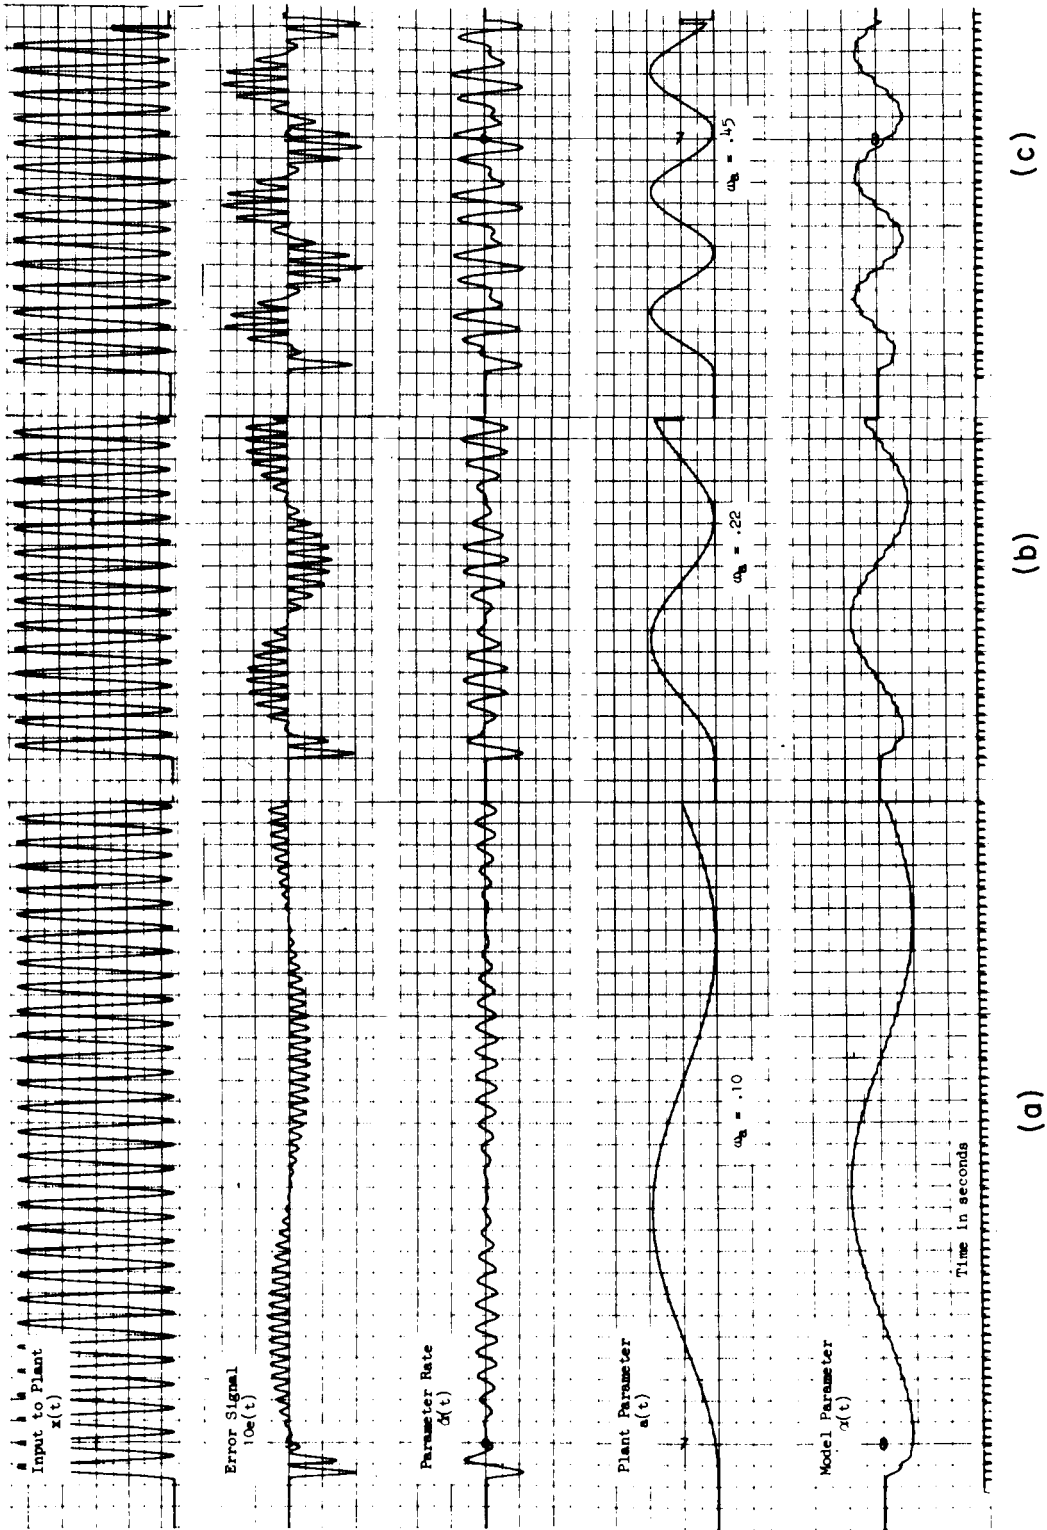 Input to Plant
x(t)
Error Signal
10e(t)
Parameter Rate
α̇(t)
Plant Parameter
a(t)
ωa = .10
ωa = .22
ωa = .45
Model Parameter
α(t)
Time in seconds
(a)
(b)
(c)